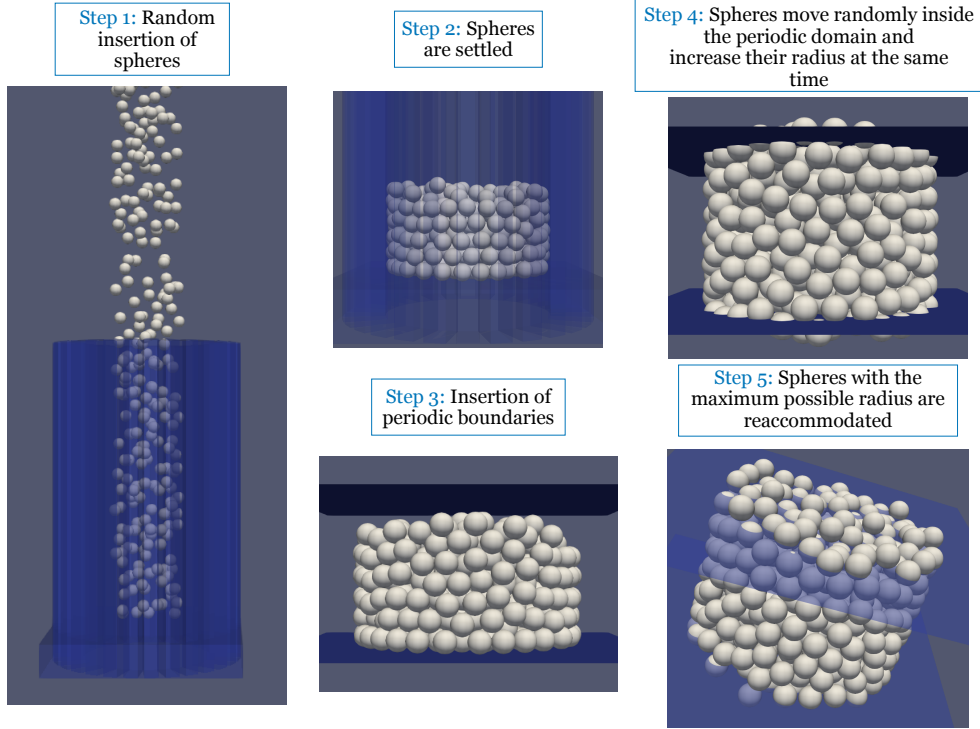 Step 1: Random
insertion of
spheres
Step 2: Spheres
are settled
Step 3: Insertion of
periodic boundaries
Step 4: Spheres move randomly inside
the periodic domain and
increase their radius at the same
time
Step 5: Spheres with the
maximum possible radius are
reaccommodated